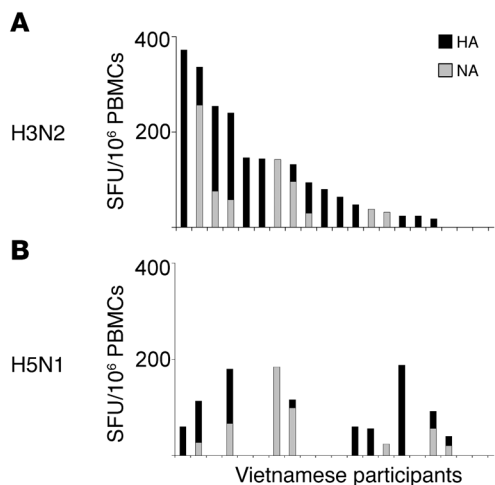 A
400
HA
NA
H3N2
200
SFU/10⁶ PBMCs
B
400
H5N1
200
SFU/10⁶ PBMCs
Vietnamese participants